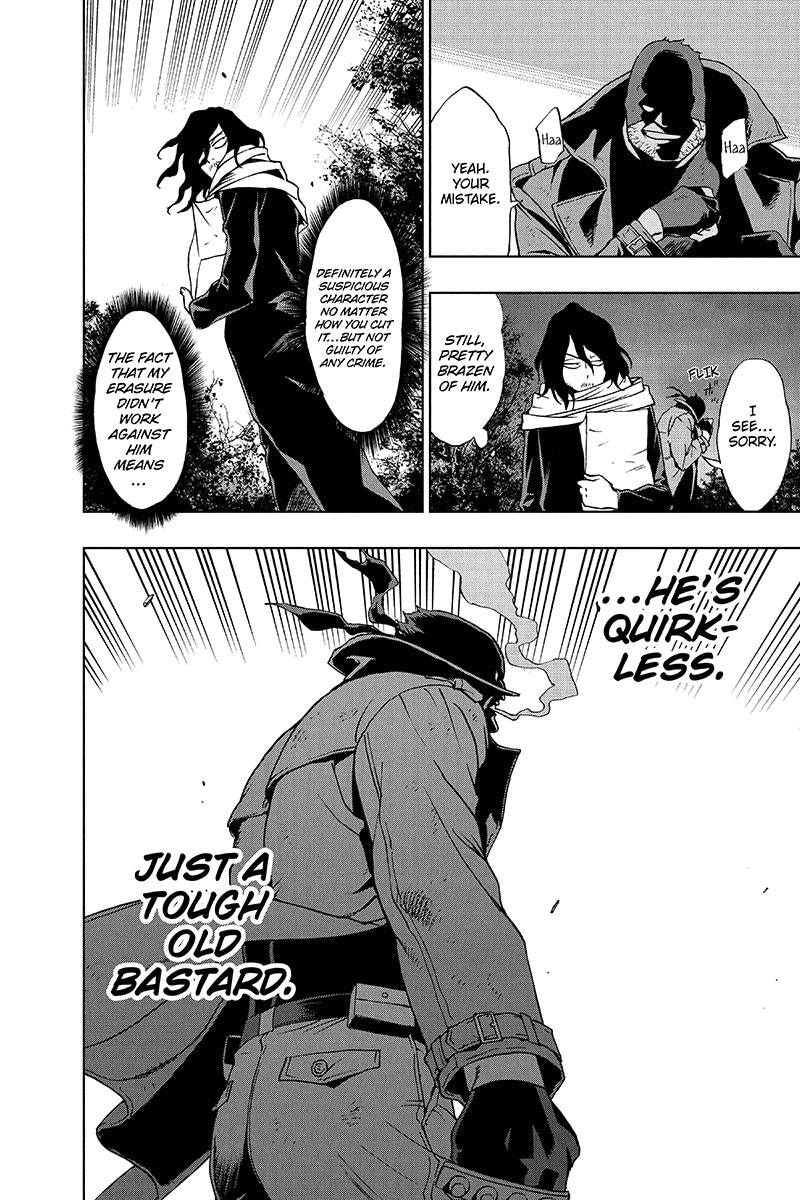 Haa
Haa
YEAH.
YOUR
MISTAKE.
I
SEE...
SORRY.
FLIK
STILL,
PRETTY
BRAZEN
OF HIM.
DEFINITELY A
SUSPICIOUS
CHARACTER
NO MATTER
HOW YOU CUT
IT...BUT NOT
GUILTY OF
ANY CRIME.
THE FACT
THAT MY
ERASURE
DIDN'T
WORK
AGAINST
HIM
MEANS
...
...HE'S
QUIRK-
LESS.
JUST A
TOUGH
OLD
BASTARD.